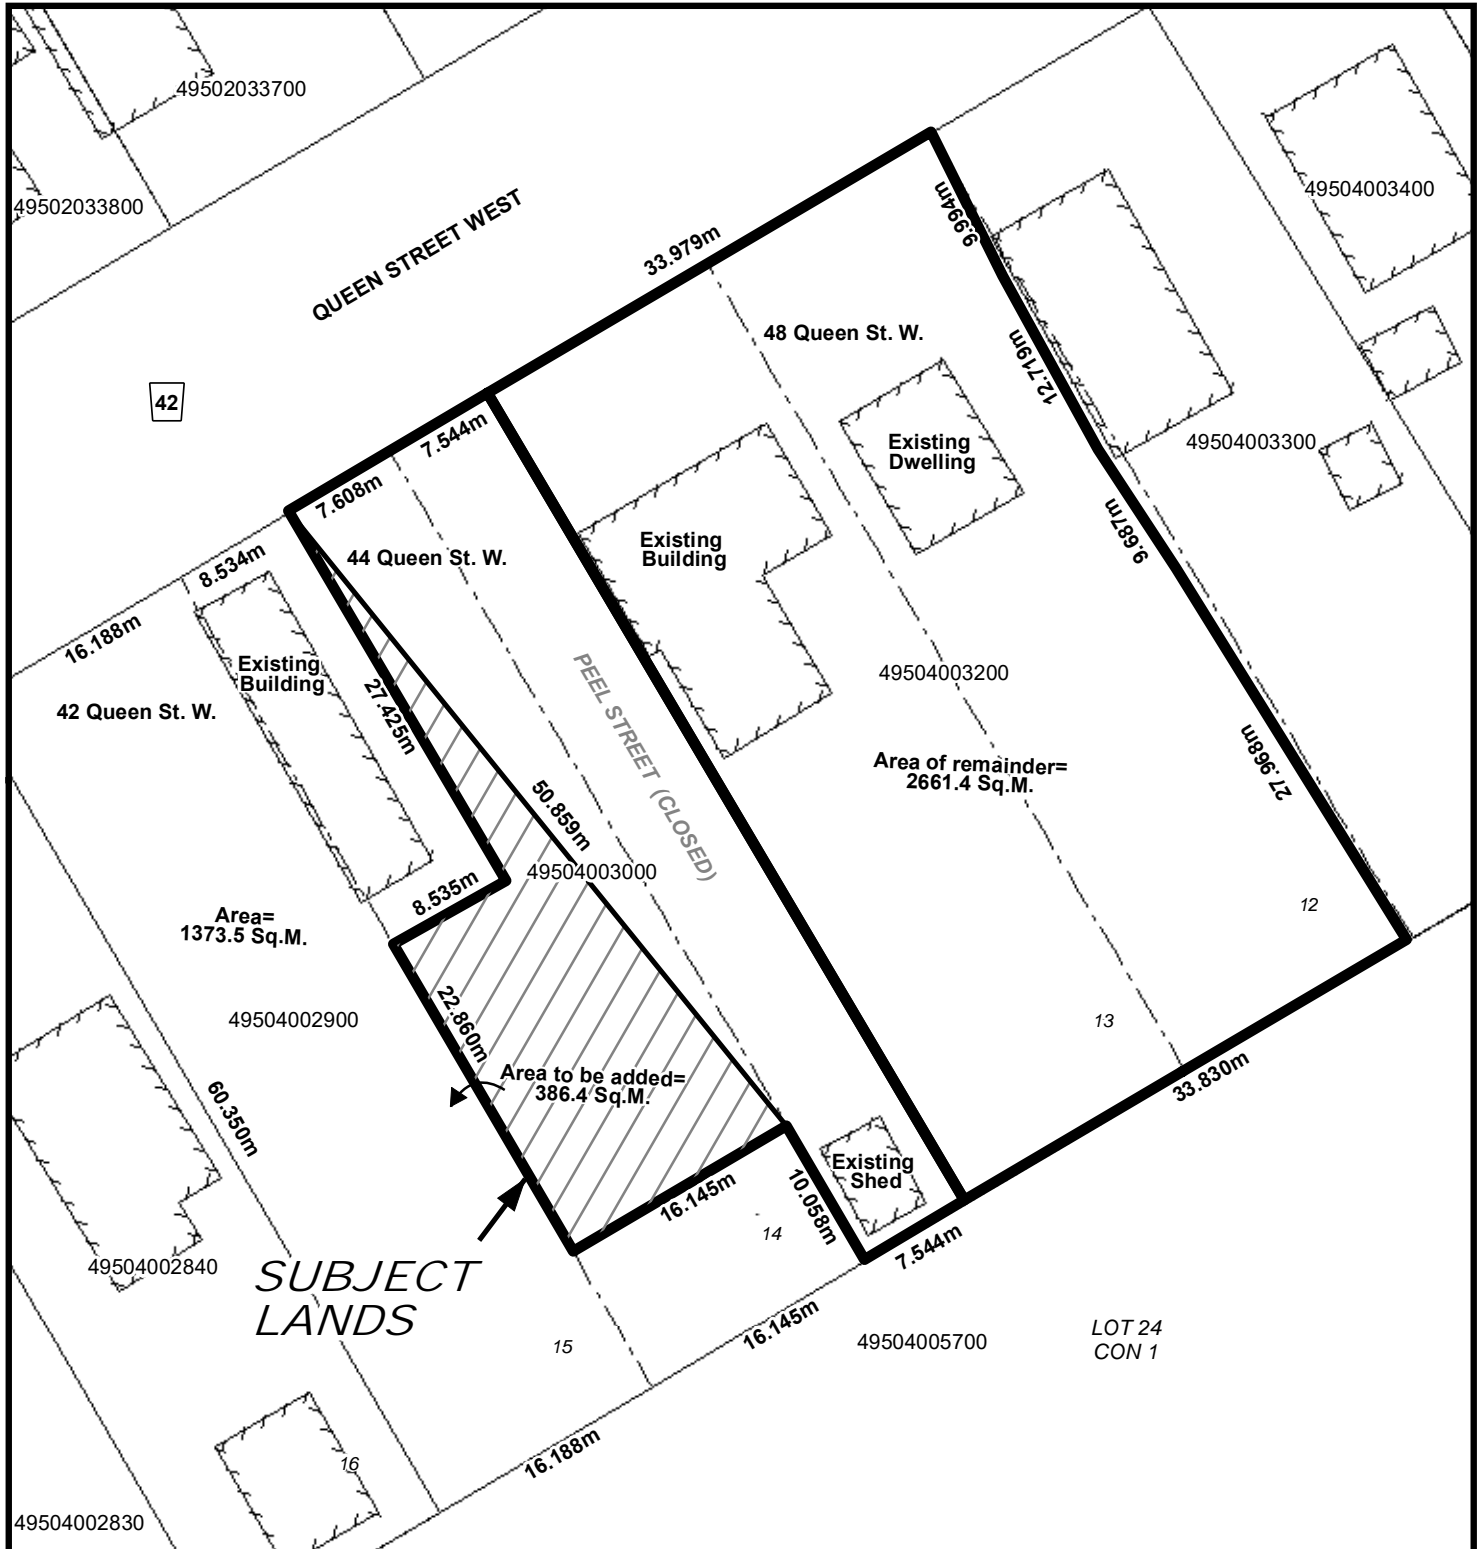 49502033700
49502033800
49504003400
QUEEN STREET WEST
33.979m
9.994m
48 Queen St. W.
12.719m
42
7.544m
Existing
Dwelling
49504003300
7.608m
9.687m
44 Queen St. W.
Existing
Building
8.534m
16.188m
Existing
Building
27.425m
42 Queen St. W.
PEEL STREET (CLOSED)
49504003200
Area of remainder=
2661.4 Sq.M.
27.968m
50.859m
49504003000
8.535m
Area=
1373.5 Sq.M.
12
49504002900
22.860m
13
Area to be added=
386.4 Sq.M.
60.350m
33.830m
Existing
Shed
16.145m
10.058m
14
7.544m
49504002840
SUBJECT
LANDS
16.145m
15
49504005700
LOT 24
CON 1
16.188m
16
49504002830